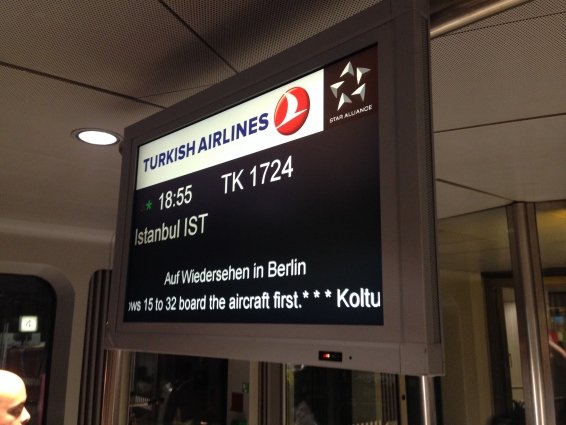 TURKISH AIRLINES
STAR ALLIANCE
* 18:55 TK 1724
Istanbul IST
Auf Wiedersehen in Berlin
ws 15 to 32 board the aircraft first.* * * Koltu
4